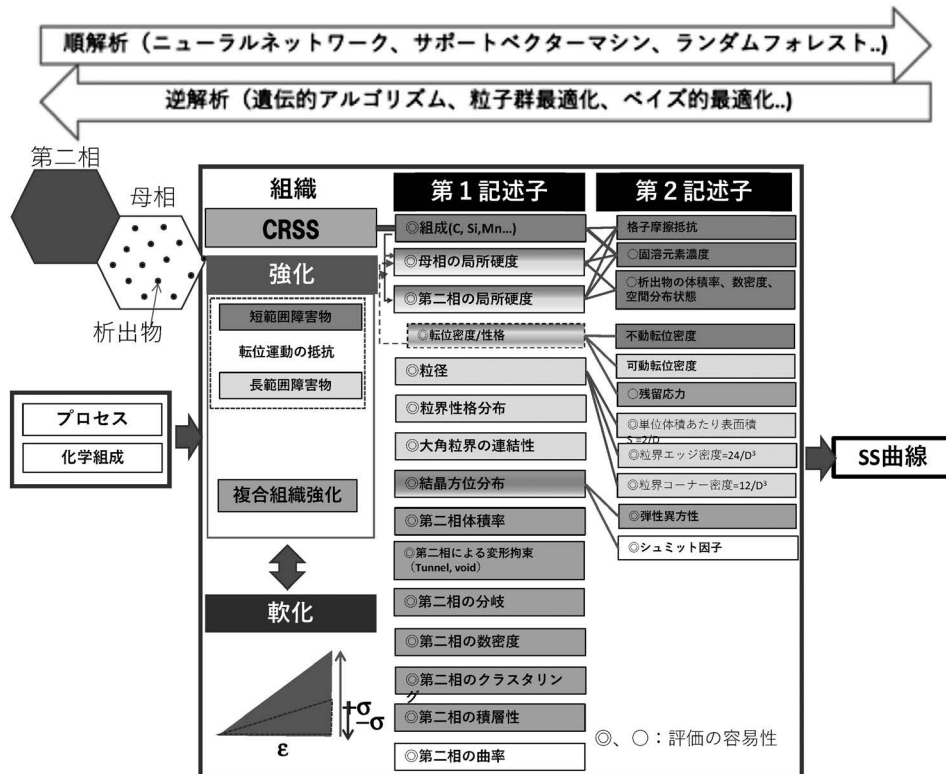 順解析（ニューラルネットワーク、サポートベクターマシン、ランダムフォレスト..)
逆解析（遺伝的アルゴリズム、粒子群最適化、ベイズ的最適化..)
第二相
母相
析出物
プロセス
化学組成
組織
CRSS
強化
短範囲障害物
転位運動の抵抗
長範囲障害物
複合組織強化
軟化
+σ
−σ
ε
第１記述子
◎組成(C, Si,Mn…)
◎母相の局所硬度
◎第二相の局所硬度
◎転位密度/性格
◎粒径
◎粒界性格分布
◎大角粒界の連結性
◎結晶方位分布
◎第二相体積率
◎第二相による変形拘束
（Tunnel, void）
◎第二相の分岐
◎第二相の数密度
◎第二相のクラスタリン
グ
◎第二相の積層性
◎第二相の曲率
第２記述子
格子摩擦抵抗
○固溶元素濃度
○析出物の体積率、数密度、
空間分布状態
不動転位密度
可動転位密度
○残留応力
◎単位体積あたり表面積
S =2/D
◎粒界エッジ密度=24/D³
◎粒界コーナー密度=12/D³
◎弾性異方性
◎シュミット因子
◎、○：評価の容易性
SS曲線